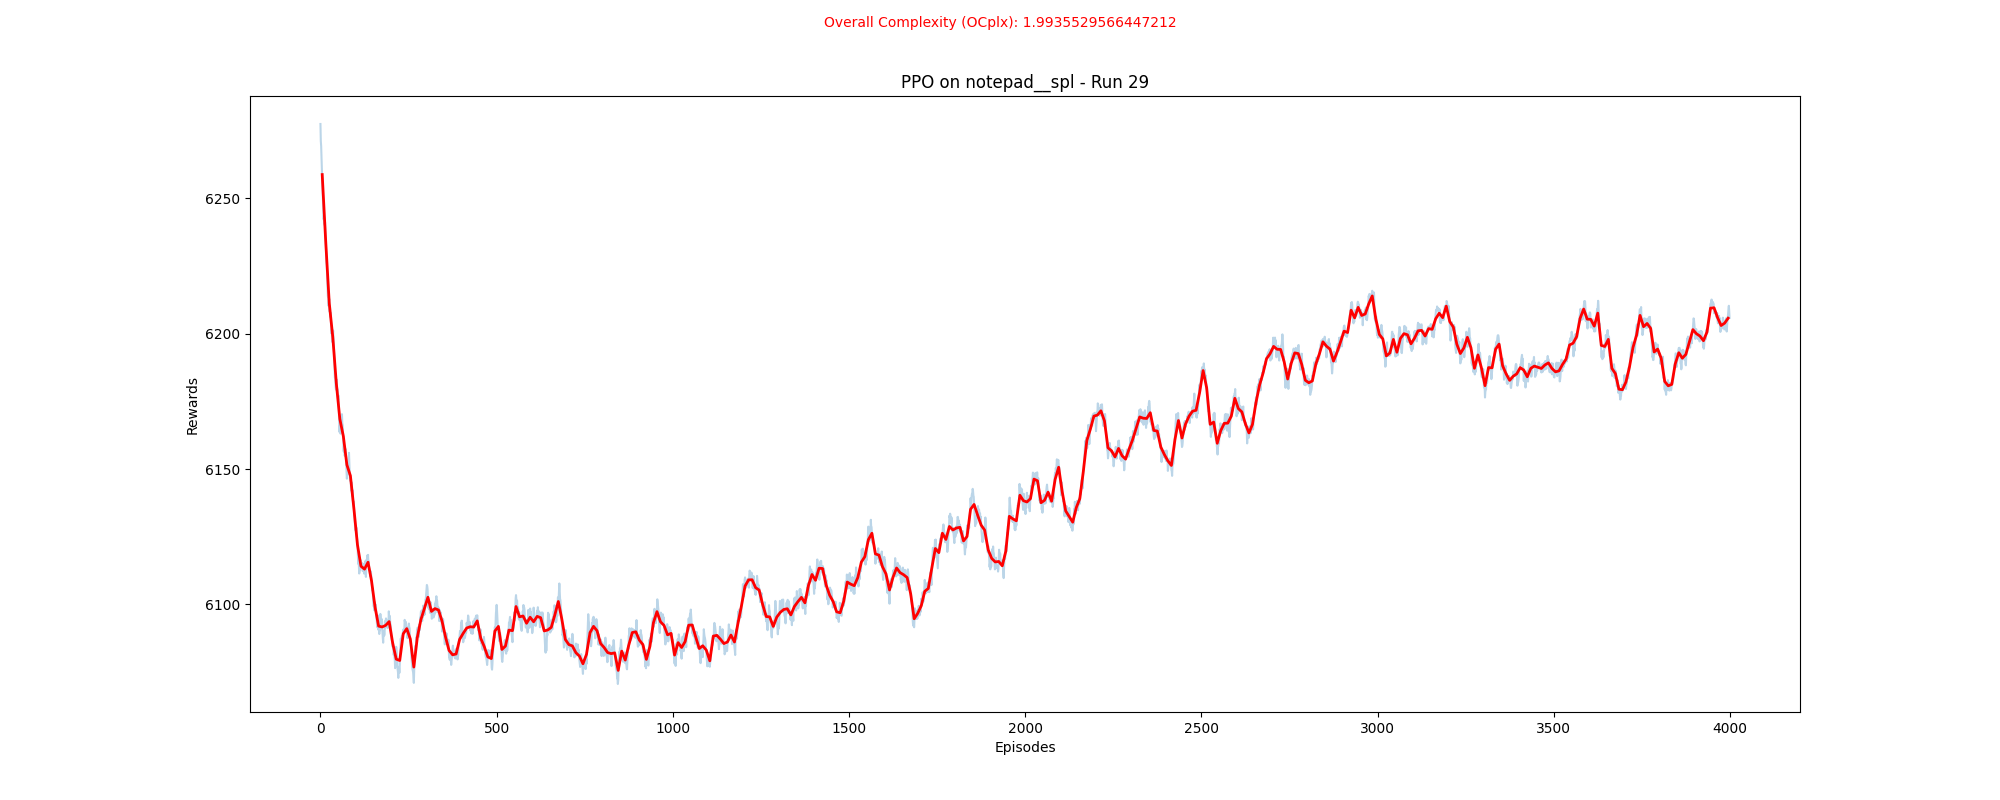 Overall Complexity (OCplx): 1.9935529566447212
PPO on notepad__spl - Run 29
Rewards
6250
6200
6150
6100
0 500 1000 1500 2000 2500 3000 3500 4000
Episodes